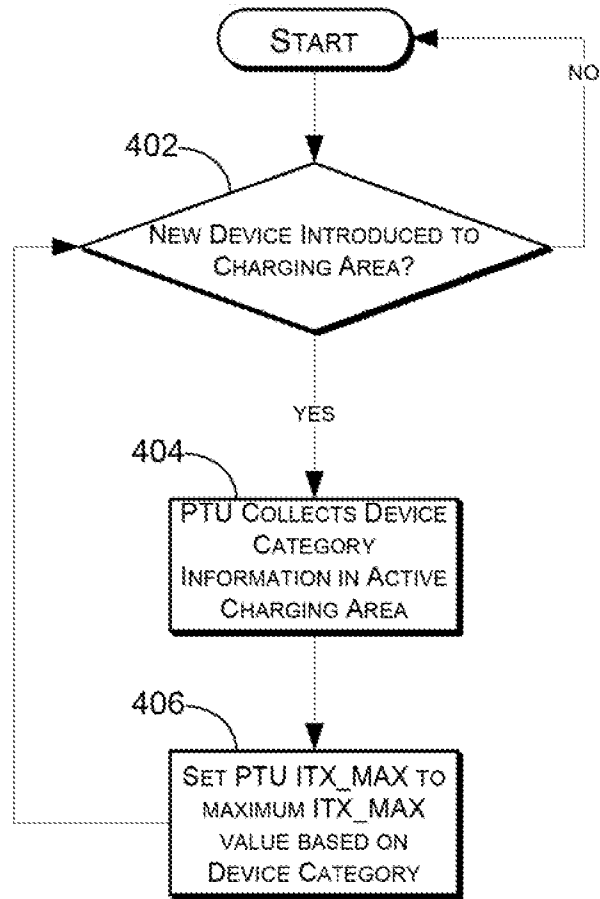 START
NO
402
NEW DEVICE INTRODUCED TO
CHARGING AREA?
YES
404
PTU COLLECTS DEVICE
CATEGORY
INFORMATION IN ACTIVE
CHARGING AREA
406
SET PTU ITX_MAX TO
MAXIMUM ITX_MAX
VALUE BASED ON
DEVICE CATEGORY